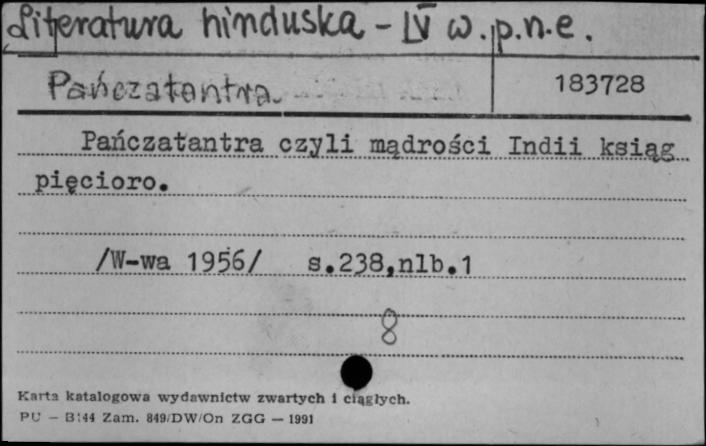 Literatura hinduska - IV w. p.n.e.
Pańczatantra 183728
Pańczatantra czyli mądrości Indii ksiąg
pięcioro.
/W-wa 1956/ s.238,nlb.1
8
Karta katalogowa wydawnictw zwartych i ciągłych.
PU — B144 Zam. 849/DW/On ZGG — 1991